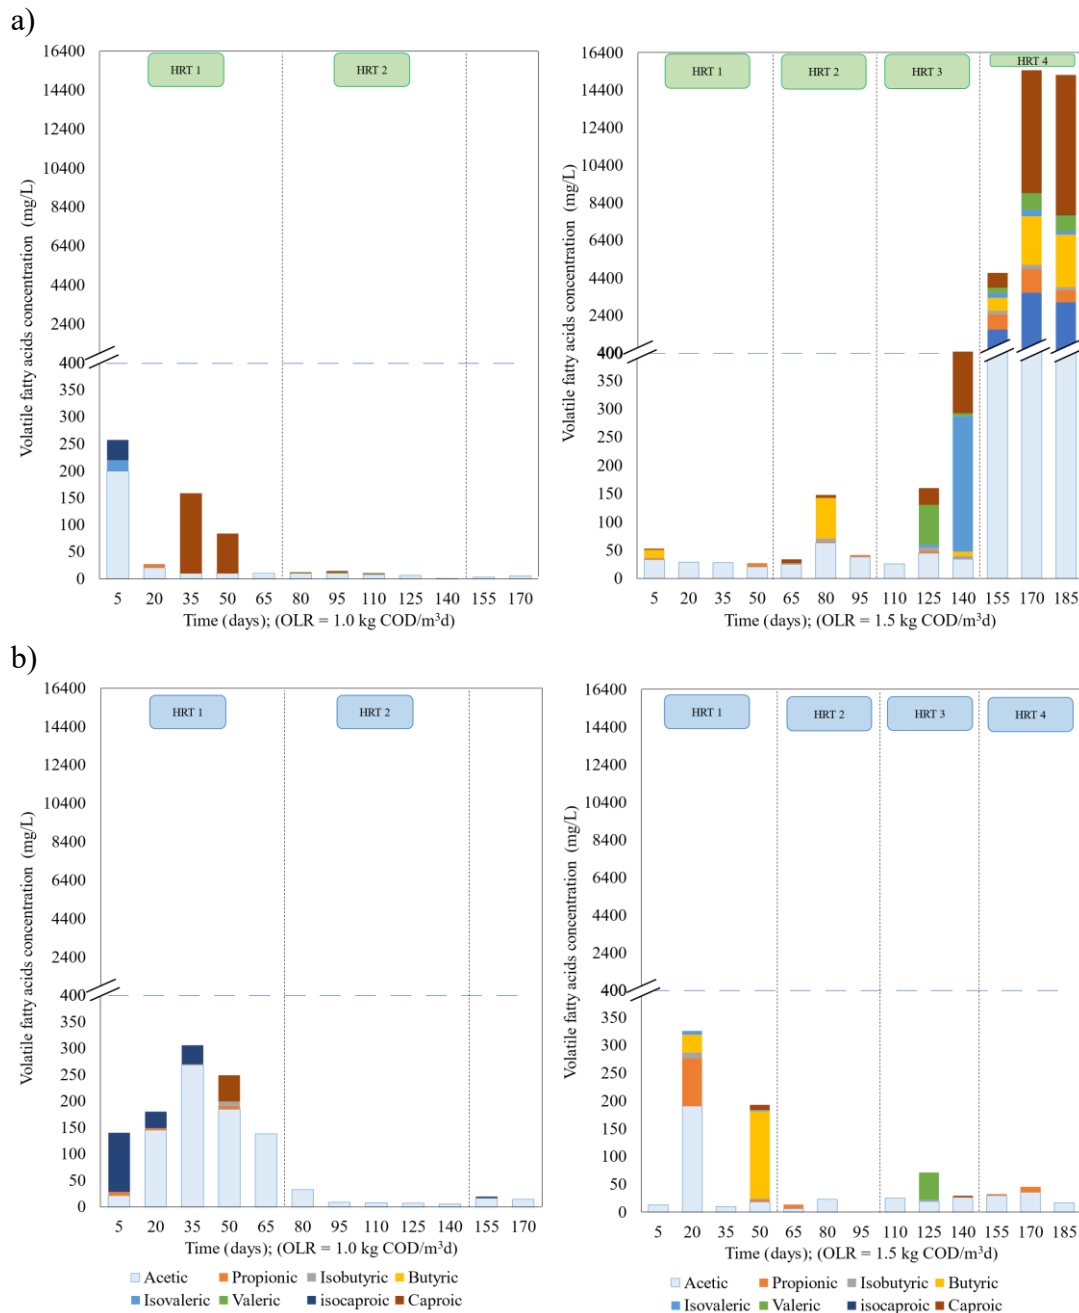 a)
Volatile fatty acids concentration (mg/L)
16400
14400
12400
10400
8400
6400
4400
2400
400
350
300
250
200
150
100
50
0
HRT 1
HRT 2
5 20 35 50 65 80 95 110 125 140 155 170
Time (days); (OLR = 1.0 kg COD/m³d)
Volatile fatty acids concentration (mg/L)
16400
14400
12400
10400
8400
6400
4400
2400
400
350
300
250
200
150
100
50
0
HRT 1
HRT 2
HRT 3
HRT 4
5 20 35 50 65 80 95 110 125 140 155 170 185
Time (days); (OLR = 1.5 kg COD/m³d)
b)
Volatile fatty acids concentration (mg/L)
16400
14400
12400
10400
8400
6400
4400
2400
400
350
300
250
200
150
100
50
0
HRT 1
HRT 2
5 20 35 50 65 80 95 110 125 140 155 170
Time (days); (OLR = 1.0 kg COD/m³d)
Volatile fatty acids concentration (mg/L)
16400
14400
12400
10400
8400
6400
4400
2400
400
350
300
250
200
150
100
50
0
HRT 1
HRT 2
HRT 3
HRT 4
5 20 35 50 65 80 95 110 125 140 155 170 185
Time (days); (OLR = 1.5 kg COD/m³d)
Acetic Propionic Isobutyric Butyric
Isovaleric Valeric isocaproic Caproic
Acetic Propionic Isobutyric Butyric
Isovaleric Valeric isocaproic Caproic